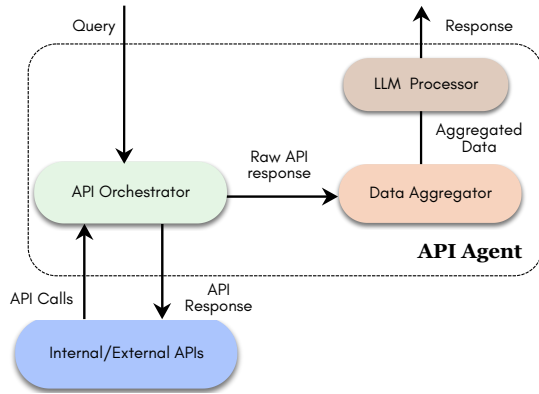 Query
Response
LLM Processor
Aggregated
Data
Raw API
response
API Orchestrator
Data Aggregator
API Agent
API Calls
API
Response
Internal/External APIs